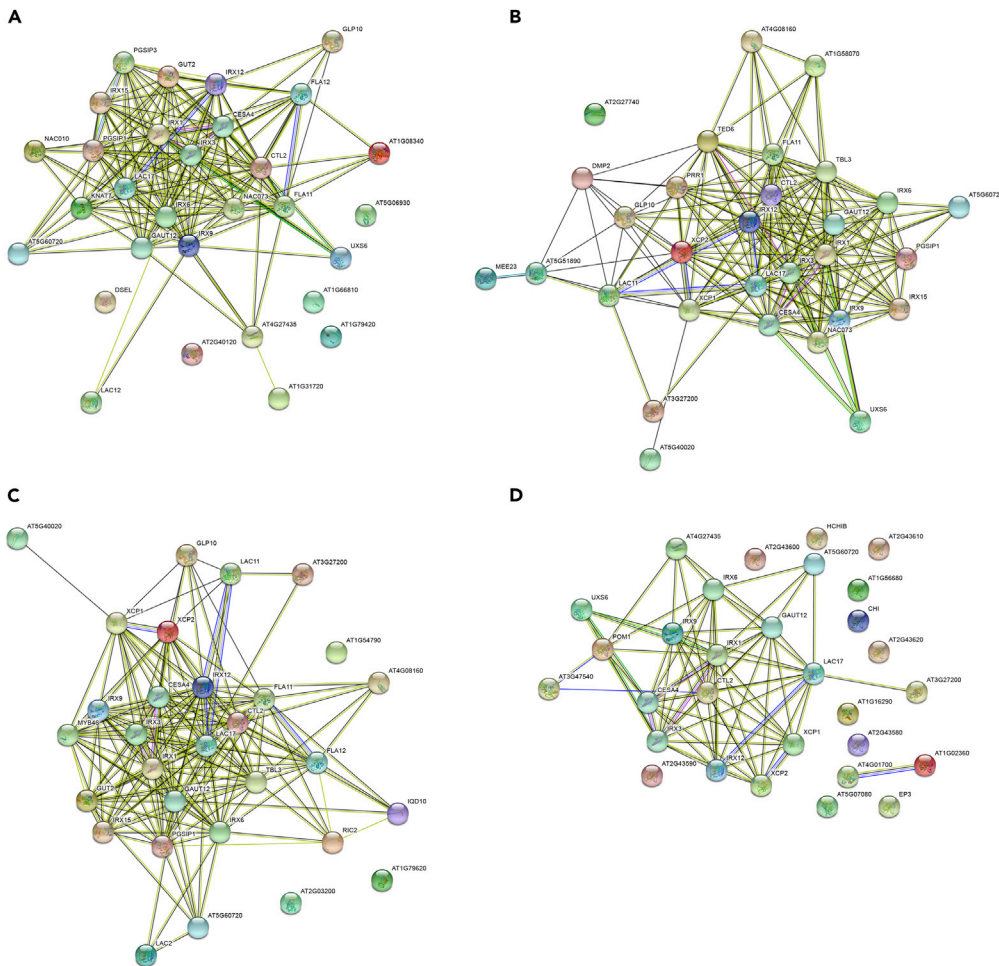 A
GLP10
PGSIP3
GUT2
IRX12
FLA12
IRX15
CESA4
IRX1
NAC010
PGSIP1
IRX3
AT1G08340
CTL2
LAC17
KNAT7
IRX6
NAC073
FLA11
AT5G06930
AT5G60720
GAUT12
IRX9
UXS6
DSEL
AT1G66810
AT4G27438
AT1G79420
AT2G40120
LAC12
AT1G31720
B
AT4G08160
AT1G58070
AT2G27740
TED6
FLA11
TBL3
DMP2
PRR1
CTL2
IRX6
AT5G6072
GLP10
IRX12
GAUT12
XCP2
IRX1
PGSIP1
MEE23
AT5G51890
IRX3
LAC17
LAC11
XCP1
IRX15
CESA4
IRX9
NAC073
AT3G27200
UXS6
AT5G40020
C
AT5G40020
GLP10
LAC11
AT3G27200
XCP1
XCP2
AT1G54790
IRX12
AT4G08160
CESA4
FLA11
IRX9
CTL2
MYB46
IRX3
LAC17
IRX1
FLA12
TBL3
GUT2
GAUT12
IQD10
IRX15
IRX6
PGSIP1
RIC2
AT1G79620
AT2G03200
AT5G60720
LAC2
D
HCHIB
AT4G27435
AT2G43600
AT5G60720
AT2G43610
IRX6
AT1G56680
UXS6
IRX9
GAUT12
CHI
POM1
IRX1
AT2G43620
LAC17
AT3G47540
CTL2
AT3G27200
CESA4
AT1G16290
IRX3
XCP1
AT2G43580
AT2G43590
IRX12
XCP2
AT4G01700
AT1G02360
AT5G07080
EP3